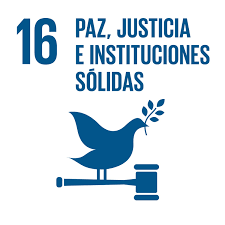 16 PAZ, JUSTICIA
E INSTITUCIONES
SÓLIDAS